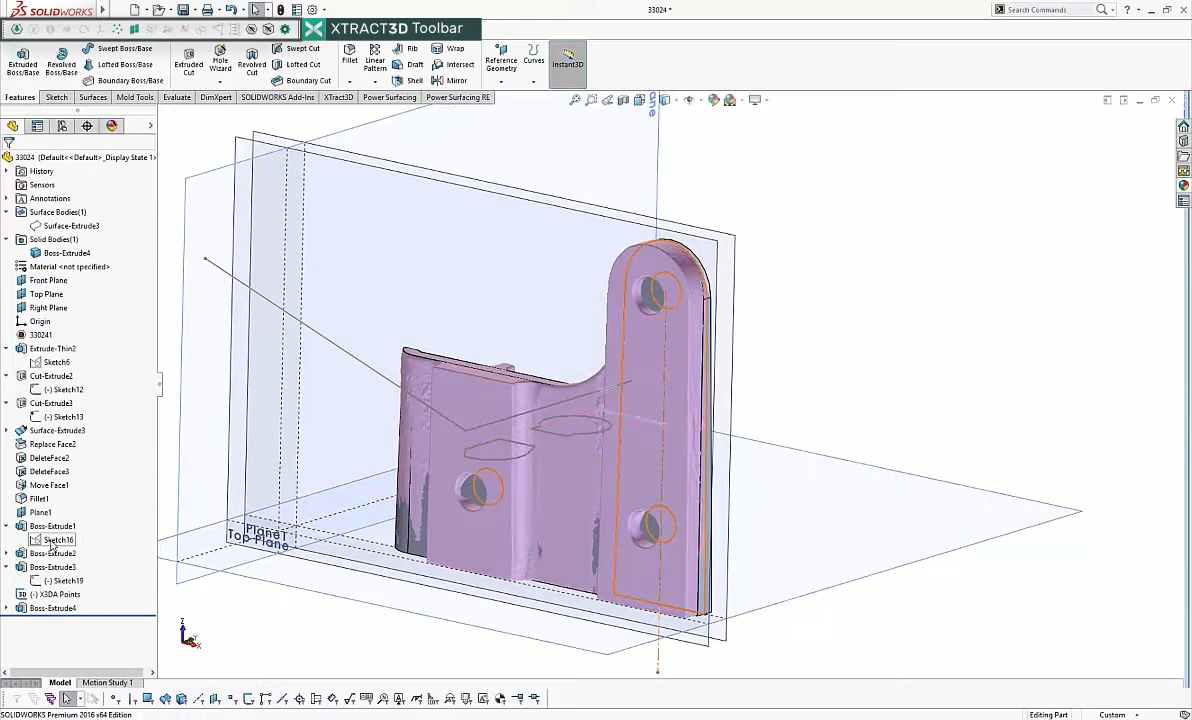 SOLIDWORKS
33024 *
Search Commands
XTRACT3D Toolbar
Extruded Boss/Base
Revolved Boss/Base
Swept Boss/Base
Lofted Boss/Base
Boundary Boss/Base
Extruded Cut
Hole Wizard
Revolved Cut
Swept Cut
Lofted Cut
Boundary Cut
Fillet
Linear Pattern
Rib
Draft
Shell
Wrap
Intersect
Mirror
Reference Geometry
Curves
Instant3D
Features
Sketch
Surfaces
Mold Tools
Evaluate
DimXpert
SOLIDWORKS Add-Ins
XTract3D
Power Surfacing
Power Surfacing RE
ane
33024 (Default<<Default>_Display State 1>
History
Sensors
Annotations
Surface Bodies(1)
Surface-Extrude3
Solid Bodies(1)
Boss-Extrude4
Material <not specified>
Front Plane
Top Plane
Right Plane
Origin
330241
Extrude-Thin2
Sketch6
Cut-Extrude2
(-) Sketch12
Cut-Extrude3
(-) Sketch13
Surface-Extrude3
Replace Face2
DeleteFace2
DeleteFace3
Move Face1
Fillet1
Plane1
Boss-Extrude1
Sketch16
Boss-Extrude2
Boss-Extrude3
(-) Sketch19
3D (-) X3DA Points
Boss-Extrude4
Plane1
Top Plane
Z
X
Model
Motion Study 1
SOLIDWORKS Premium 2016 x64 Edition
Editing Part
Custom